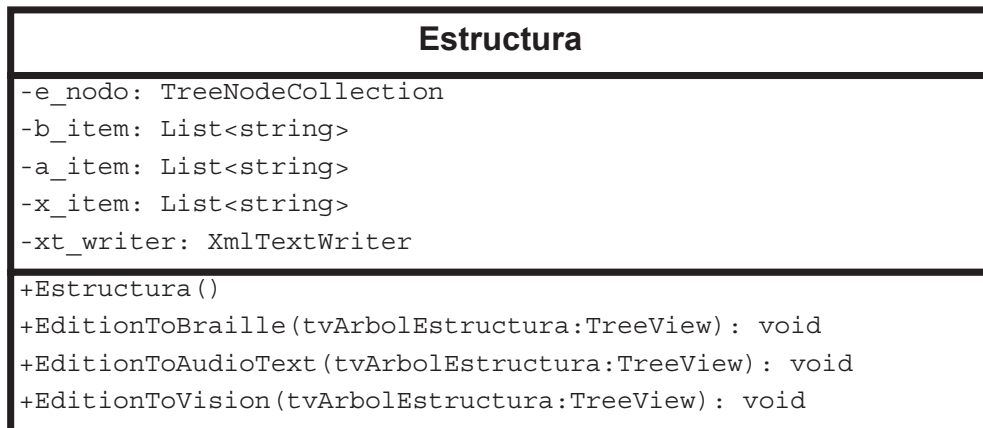 Estructura
-e_nodo: TreeNodeCollection
-b_item: List<string>
-a_item: List<string>
-x_item: List<string>
-xt_writer: XmlTextWriter
+Estructura()
+EditionToBraille(tvArbolEstructura:TreeView): void
+EditionToAudioText(tvArbolEstructura:TreeView): void
+EditionToVision(tvArbolEstructura:TreeView): void